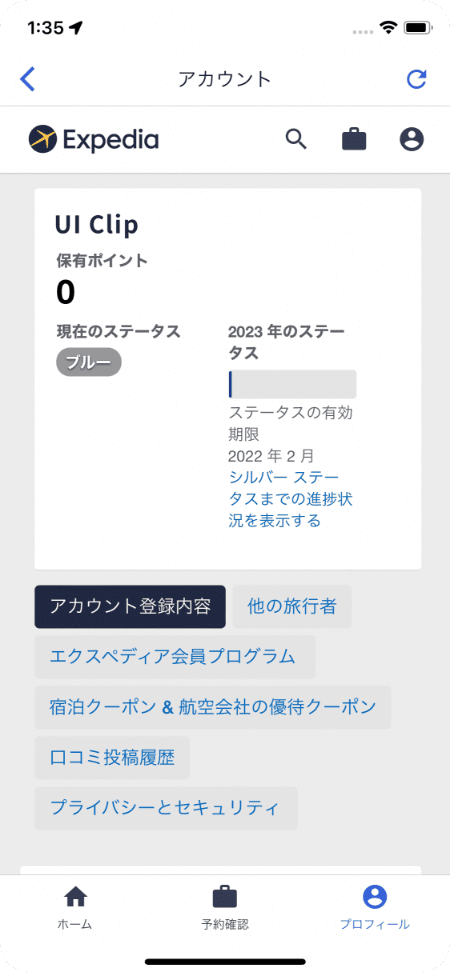 1:35
アカウント
Expedia
UI Clip
保有ポイント
0
現在のステータス
ブルー
2023 年のステー
タス
ステータスの有効
期限
2022 年 2 月
シルバー ステー
タスまでの進捗状
況を表示する
アカウント登録内容
他の旅行者
エクスペディア会員プログラム
宿泊クーポン & 航空会社の優待クーポン
口コミ投稿履歴
プライバシーとセキュリティ
ホーム
予約確認
プロフィール